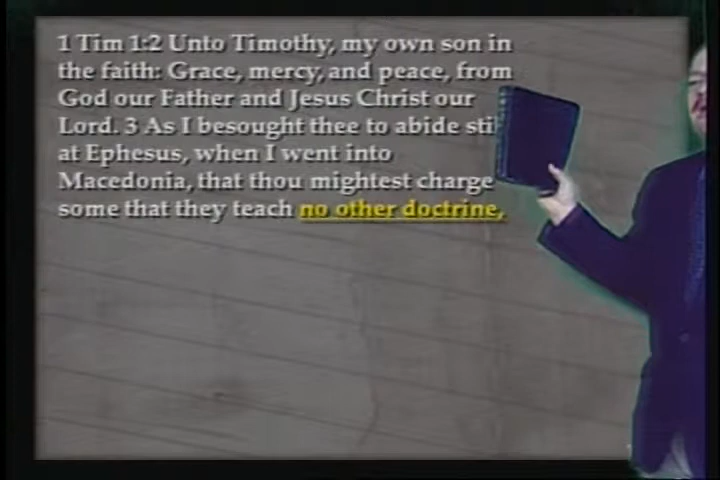 1 Tim 1:2 Unto Timothy, my own son in
the faith: Grace, mercy, and peace, from
God our Father and Jesus Christ our
Lord. 3 As I besought thee to abide sti
at Ephesus, when I went into
Macedonia, that thou mightest charge
some that they teach no other doctrine,